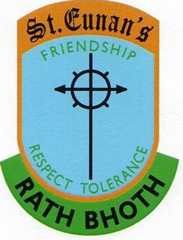 St. Eunan's
FRIENDSHIP
RESPECT TOLERANCE
RATH BHOTH